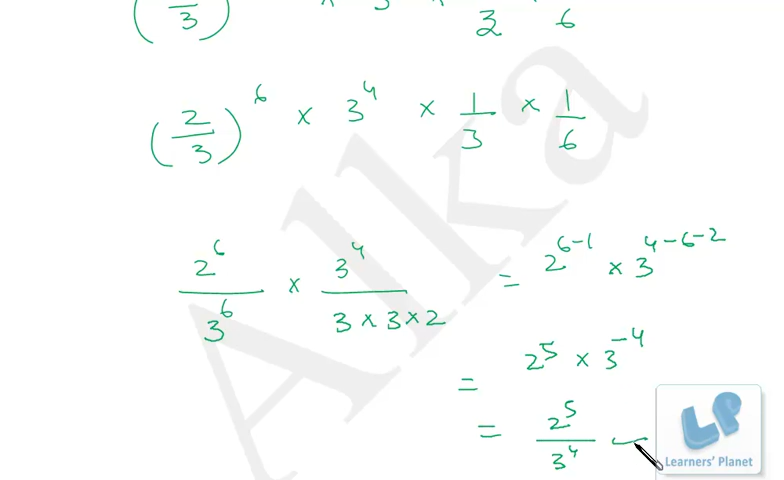 (2/3)^6 × 3^4 × 1/3 × 1/6
2^6/3^6 × 3^4/(3×3×2) = 2^(6-1) × 3^(4-6-2)
= 2^5 × 3^-4
= 2^5/3^4
LP
Learners' Planet
Alka